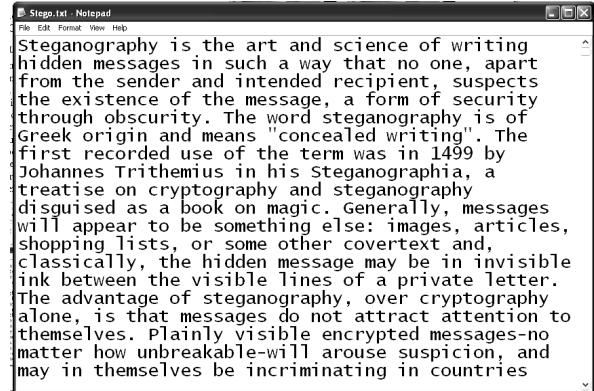 Stego.txt - Notepad
File Edit Format View Help
Steganography is the art and science of writing
hidden messages in such a way that no one, apart
from the sender and intended recipient, suspects
the existence of the message, a form of security
through obscurity. The word steganography is of
Greek origin and means "concealed writing". The
first recorded use of the term was in 1499 by
Johannes Trithemius in his Steganographia, a
treatise on cryptography and steganography
disguised as a book on magic. Generally, messages
will appear to be something else: images, articles,
shopping lists, or some other covertext and,
classically, the hidden message may be in invisible
ink between the visible lines of a private letter.
The advantage of steganography, over cryptography
alone, is that messages do not attract attention to
themselves. Plainly visible encrypted messages-no
matter how unbreakable-will arouse suspicion, and
may in themselves be incriminating in countries